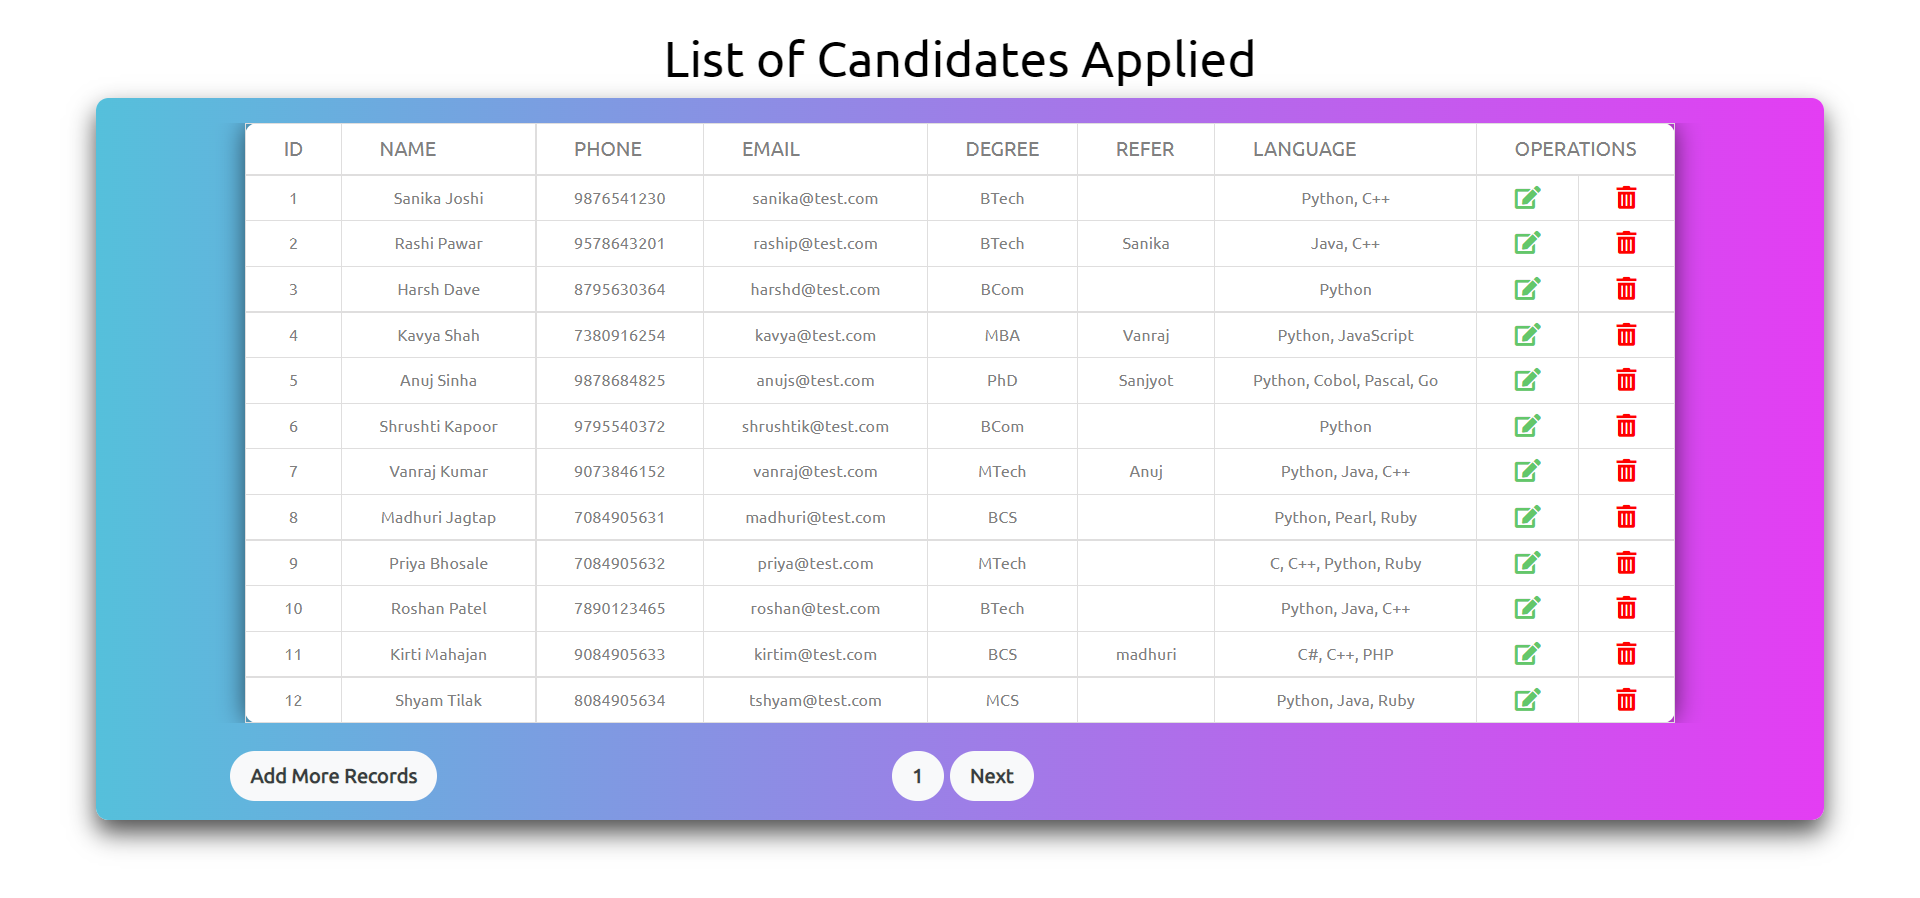 List of Candidates Applied
ID NAME PHONE EMAIL DEGREE REFER LANGUAGE OPERATIONS
1 Sanika Joshi 9876541230 sanika@test.com BTech Python, C++
2 Rashi Pawar 9578643201 raship@test.com BTech Sanika Java, C++
3 Harsh Dave 8795630364 harshd@test.com BCom Python
4 Kavya Shah 7380916254 kavya@test.com MBA Vanraj Python, JavaScript
5 Anuj Sinha 9878684825 anujs@test.com PhD Sanjyot Python, Cobol, Pascal, Go
6 Shrushti Kapoor 9795540372 shrushtik@test.com BCom Python
7 Vanraj Kumar 9073846152 vanraj@test.com MTech Anuj Python, Java, C++
8 Madhuri Jagtap 7084905631 madhuri@test.com BCS Python, Pearl, Ruby
9 Priya Bhosale 7084905632 priya@test.com MTech C, C++, Python, Ruby
10 Roshan Patel 7890123465 roshan@test.com BTech Python, Java, C++
11 Kirti Mahajan 9084905633 kirtim@test.com BCS madhuri C#, C++, PHP
12 Shyam Tilak 8084905634 tshyam@test.com MCS Python, Java, Ruby
Add More Records 1 Next